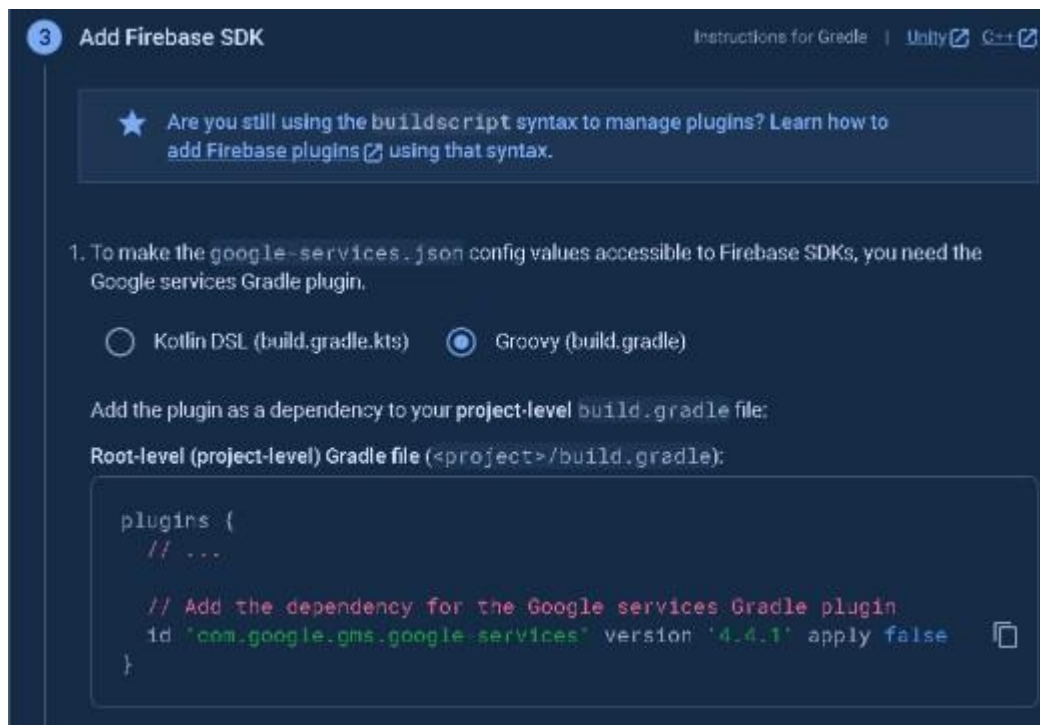 3 Add Firebase SDK Instructions for Gradle | Unity C++
Are you still using the buildscript syntax to manage plugins? Learn how to
add Firebase plugins using that syntax.
1. To make the google-services.json config values accessible to Firebase SDKs, you need the
Google services Gradle plugin.
Kotlin DSL (build.gradle.kts) Groovy (build.gradle)
Add the plugin as a dependency to your project-level build.gradle file:
Root-level (project-level) Gradle file (<project>/build.gradle):
plugins {
// ...
// Add the dependency for the Google services Gradle plugin
id 'com.google.gms.google-services' version '4.4.1' apply false
}